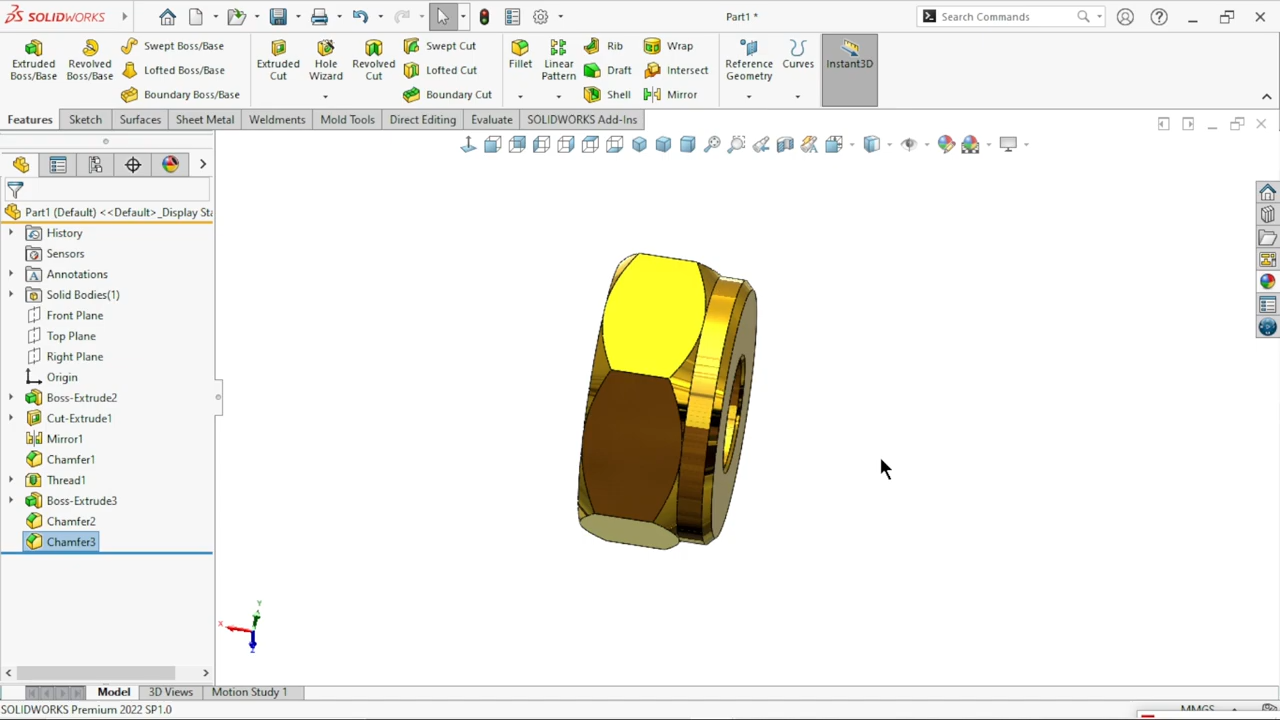 SOLIDWORKS
Part1 *
Search Commands
Extruded Boss/Base
Revolved Boss/Base
Swept Boss/Base
Lofted Boss/Base
Boundary Boss/Base
Extruded Cut
Hole Wizard
Revolved Cut
Swept Cut
Lofted Cut
Boundary Cut
Fillet
Linear Pattern
Rib
Draft
Shell
Wrap
Intersect
Mirror
Reference Geometry
Curves
Instant3D
Features
Sketch
Surfaces
Sheet Metal
Weldments
Mold Tools
Direct Editing
Evaluate
SOLIDWORKS Add-Ins
Part1 (Default) <<Default>_Display Sta
History
Sensors
Annotations
Solid Bodies(1)
Front Plane
Top Plane
Right Plane
Origin
Boss-Extrude2
Cut-Extrude1
Mirror1
Chamfer1
Thread1
Boss-Extrude3
Chamfer2
Chamfer3
Y
X
Z
Model
3D Views
Motion Study 1
SOLIDWORKS Premium 2022 SP1.0
MMGS